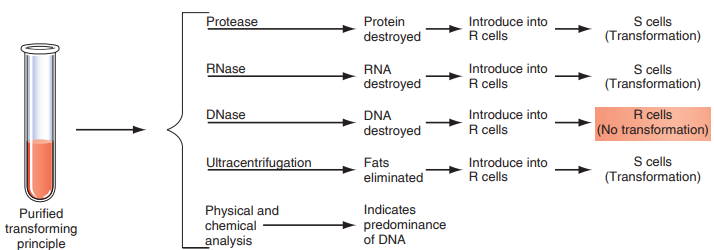 Protease
Protein
destroyed
Introduce into
R cells
S cells
(Transformation)
RNase
RNA
destroyed
Introduce into
R cells
S cells
(Transformation)
DNase
DNA
destroyed
Introduce into
R cells
R cells
(No transformation)
Ultracentrifugation
Fats
eliminated
Introduce into
R cells
S cells
(Transformation)
Physical and
chemical
analysis
Indicates
predominance
of DNA
Purified
transforming
principle